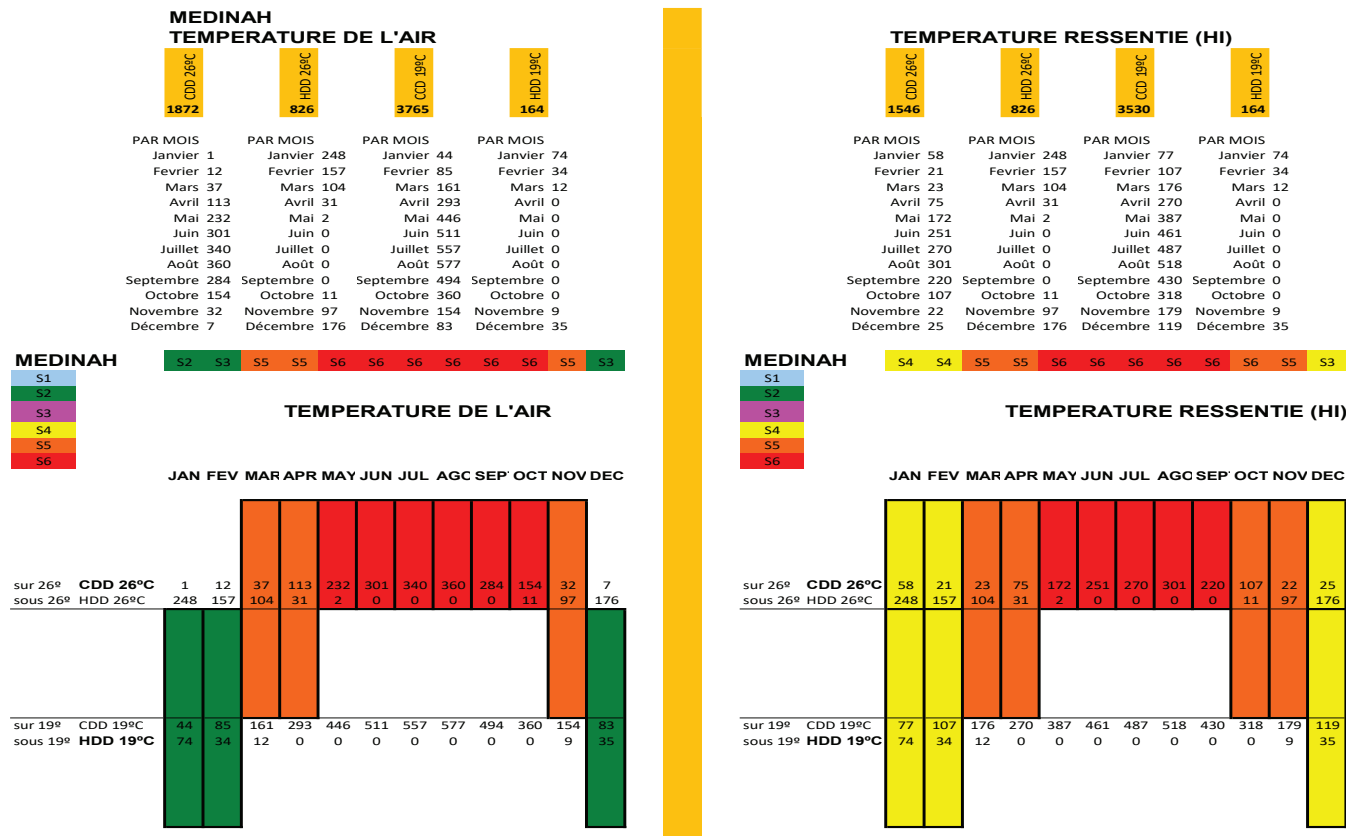 MEDINAH
TEMPERATURE DE L'AIR
CDD 26ºC HDD 26ºC CCD 19ºC HDD 19ºC
1872 826 3765 164
PAR MOIS PAR MOIS PAR MOIS PAR MOIS
Janvier 1 Janvier 248 Janvier 44 Janvier 74
Fevrier 12 Fevrier 157 Fevrier 85 Fevrier 34
Mars 37 Mars 104 Mars 161 Mars 12
Avril 113 Avril 31 Avril 293 Avril 0
Mai 232 Mai 2 Mai 446 Mai 0
Juin 301 Juin 0 Juin 511 Juin 0
Juillet 340 Juillet 0 Juillet 557 Juillet 0
Août 360 Août 0 Août 577 Août 0
Septembre 284 Septembre 0 Septembre 494 Septembre 0
Octobre 154 Octobre 11 Octobre 360 Octobre 0
Novembre 32 Novembre 97 Novembre 154 Novembre 9
Décembre 7 Décembre 176 Décembre 83 Décembre 35
MEDINAH S2 S3 S5 S5 S6 S6 S6 S6 S6 S6 S5 S3
S1
S2
S3 TEMPERATURE DE L'AIR
S4
S5
S6
JAN FEV MAR APR MAY JUN JUL AGC SEP' OCT NOV DEC
sur 26º CDD 26ºC 1 12 37 113 232 301 340 360 284 154 32 7
sous 26º HDD 26ºC 248 157 104 31 2 0 0 0 0 11 97 176
sur 19º CDD 19ºC 44 85 161 293 446 511 557 577 494 360 154 83
sous 19º HDD 19ºC 74 34 12 0 0 0 0 0 0 0 9 35
TEMPERATURE RESSENTIE (HI)
CDD 26ºC HDD 26ºC CCD 19ºC HDD 19ºC
1546 826 3530 164
PAR MOIS PAR MOIS PAR MOIS PAR MOIS
Janvier 58 Janvier 248 Janvier 77 Janvier 74
Fevrier 21 Fevrier 157 Fevrier 107 Fevrier 34
Mars 23 Mars 104 Mars 176 Mars 12
Avril 75 Avril 31 Avril 270 Avril 0
Mai 172 Mai 2 Mai 387 Mai 0
Juin 251 Juin 0 Juin 461 Juin 0
Juillet 270 Juillet 0 Juillet 487 Juillet 0
Août 301 Août 0 Août 518 Août 0
Septembre 220 Septembre 0 Septembre 430 Septembre 0
Octobre 107 Octobre 11 Octobre 318 Octobre 0
Novembre 22 Novembre 97 Novembre 179 Novembre 9
Décembre 25 Décembre 176 Décembre 119 Décembre 35
MEDINAH S4 S4 S5 S5 S6 S6 S6 S6 S6 S6 S5 S3
S1
S2
S3 TEMPERATURE RESSENTIE (HI)
S4
S5
S6
JAN FEV MAR APR MAY JUN JUL AGC SEP' OCT NOV DEC
sur 26º CDD 26ºC 58 21 23 75 172 251 270 301 220 107 22 25
sous 26º HDD 26ºC 248 157 104 31 2 0 0 0 0 11 97 176
sur 19º CDD 19ºC 77 107 176 270 387 461 487 518 430 318 179 119
sous 19º HDD 19ºC 74 34 12 0 0 0 0 0 0 0 9 35